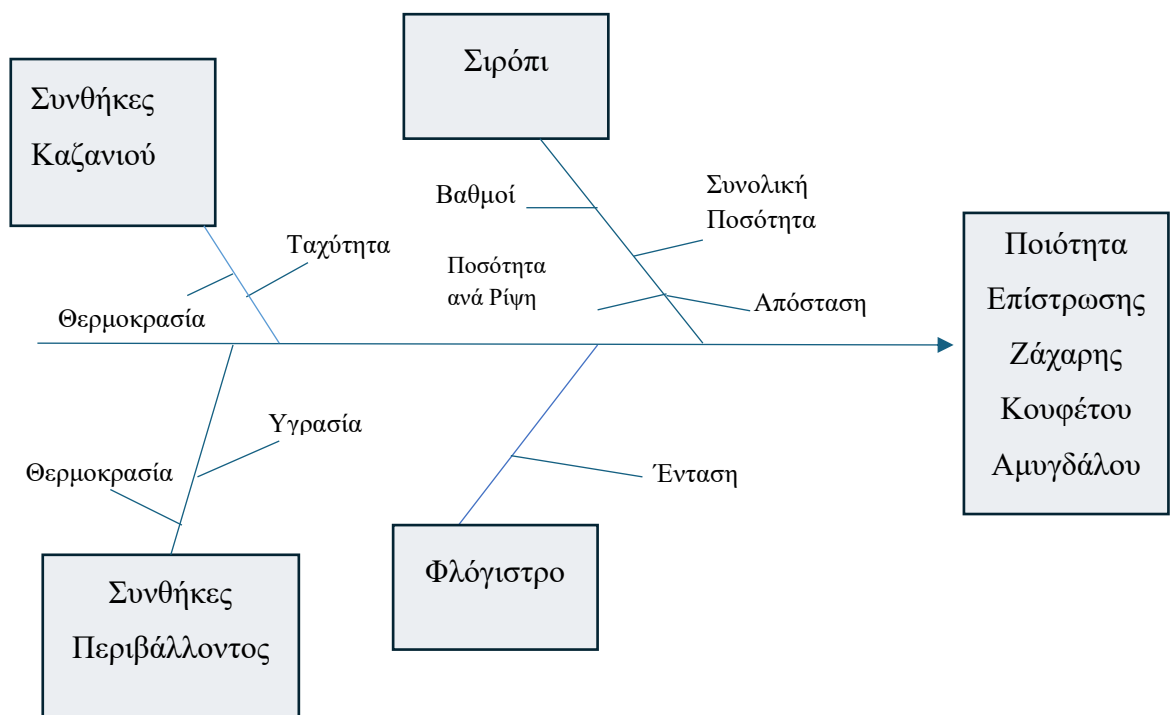 Σιρόπι
Συνθήκες
Καζανιού
Βαθμοί
Συνολική
Ποσότητα
Ταχύτητα
Ποσότητα
ανά Ρίψη
Απόσταση
Θερμοκρασία
Ποιότητα
Επίστρωσης
Ζάχαρης
Κουφέτου
Αμυγδάλου
Υγρασία
Θερμοκρασία
Ένταση
Φλόγιστρο
Συνθήκες
Περιβάλλοντος